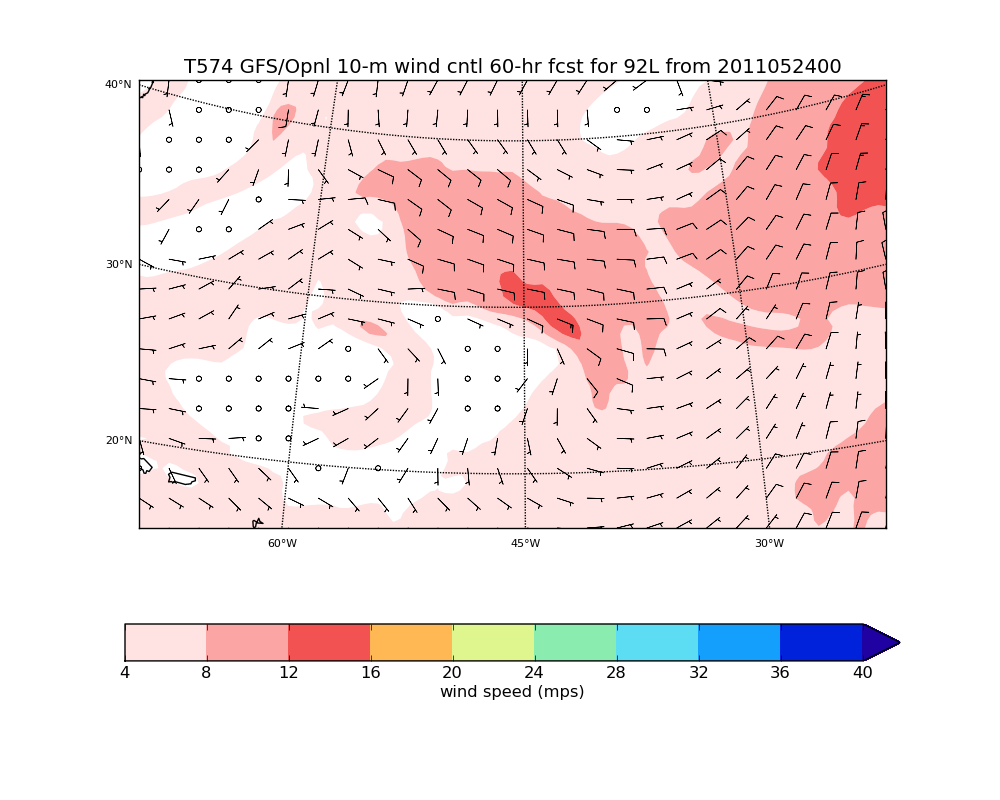 T574 GFS/Opnl 10-m wind cntl 60-hr fcst for 92L from 2011052400
40°N
30°N
20°N
60°W 45°W 30°W
4 8 12 16 20 24 28 32 36 40
wind speed (mps)